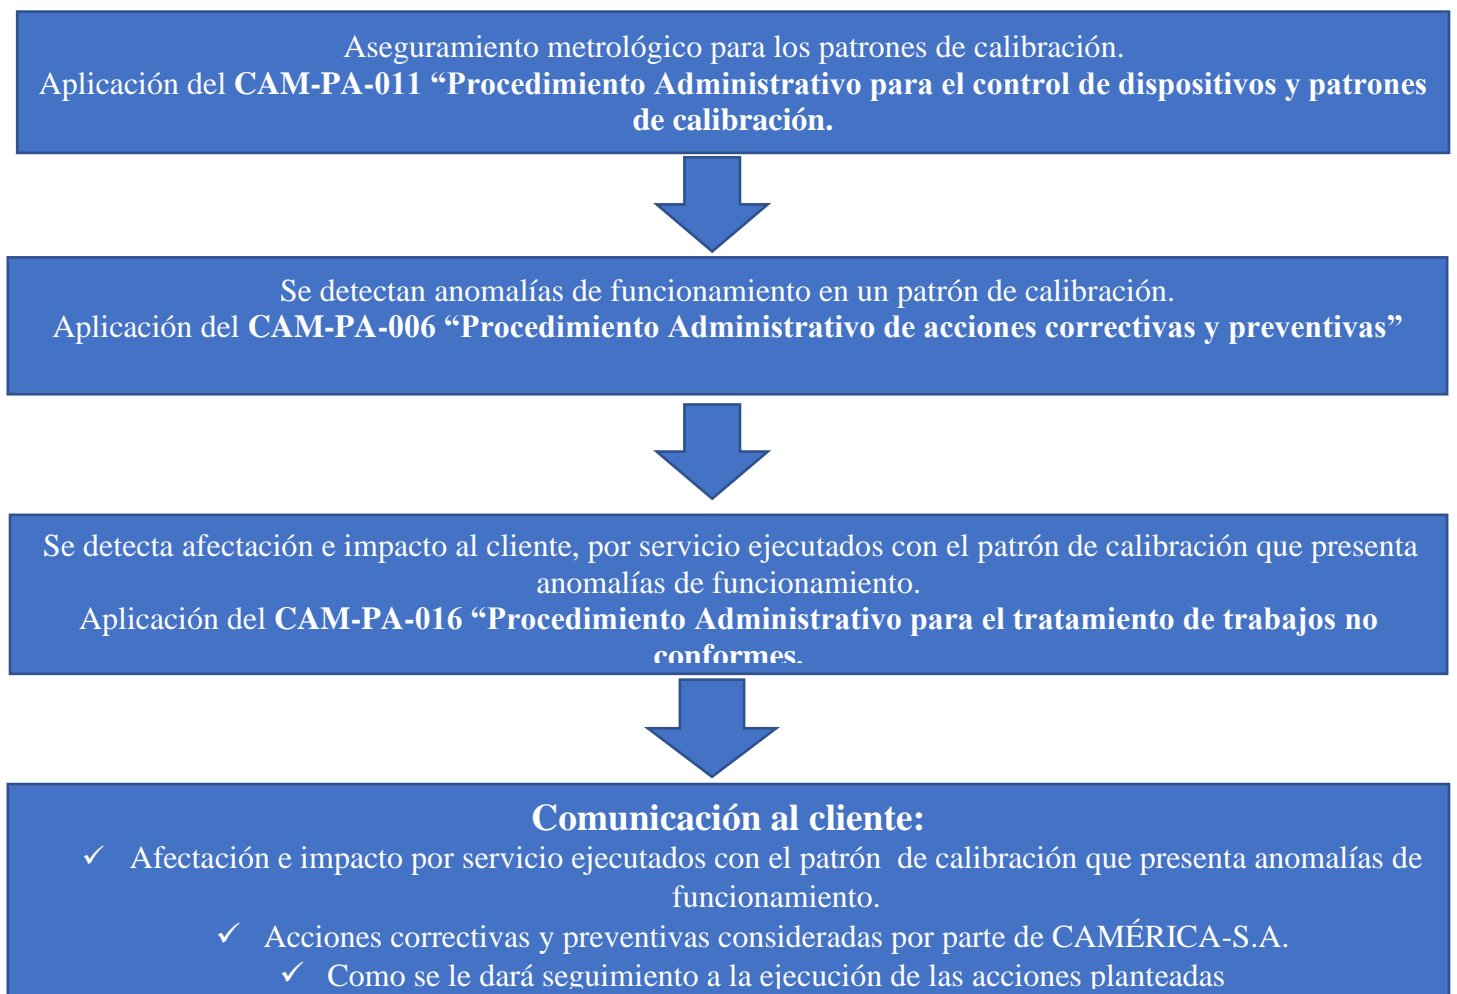 Aseguramiento metrológico para los patrones de calibración.
Aplicación del CAM-PA-011 “Procedimiento Administrativo para el control de dispositivos y patrones
de calibración.
Se detectan anomalías de funcionamiento en un patrón de calibración.
Aplicación del CAM-PA-006 “Procedimiento Administrativo de acciones correctivas y preventivas”
Se detecta afectación e impacto al cliente, por servicio ejecutados con el patrón de calibración que presenta
anomalías de funcionamiento.
Aplicación del CAM-PA-016 “Procedimiento Administrativo para el tratamiento de trabajos no
conformes.
Comunicación al cliente:
✓ Afectación e impacto por servicio ejecutados con el patrón de calibración que presenta anomalías de
funcionamiento.
✓ Acciones correctivas y preventivas consideradas por parte de CAMÉRICA-S.A.
✓ Como se le dará seguimiento a la ejecución de las acciones planteadas